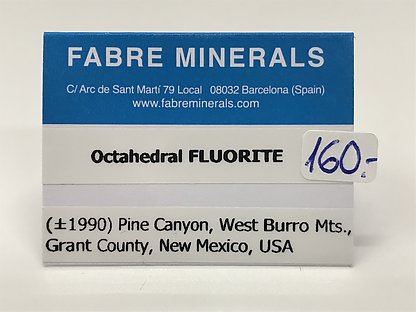 FABRE MINERALS
C/ Arc de Sant Martí 79 Local 08032 Barcelona (Spain)
www.fabreminerals.com
Octahedral FLUORITE
160.-
(±1990) Pine Canyon, West Burro Mts.,
Grant County, New Mexico, USA